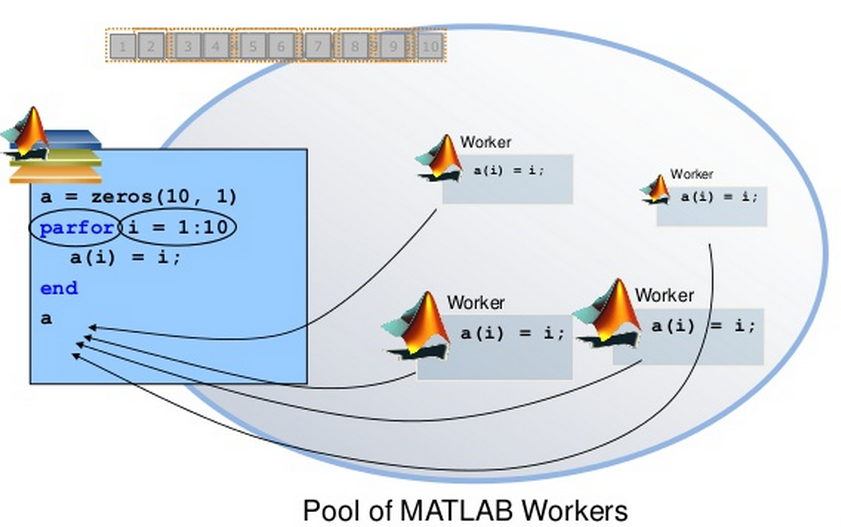 1 2 3 4 5 6 7 8 9 10
a = zeros(10, 1)
parfor i = 1:10
a(i) = i;
end
a
Worker
a(i) = i;
Worker
a(i) = i;
Worker
a(i) = i;
Worker
a(i) = i;
Pool of MATLAB Workers